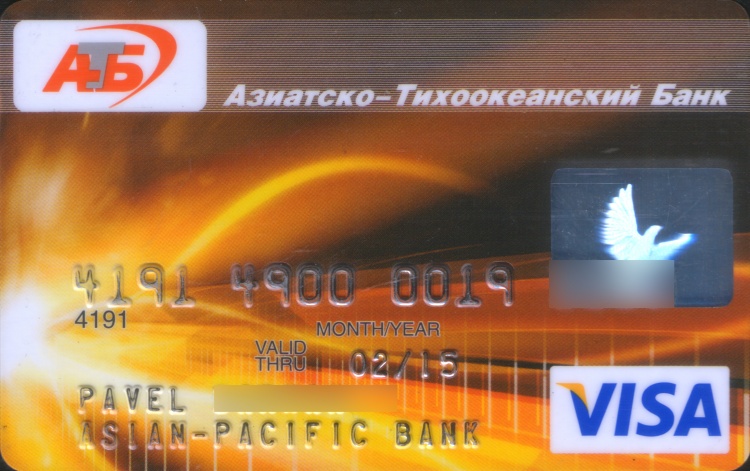 АТБ
Азиатско-Тихоокеанский Банк
4191 4900 0019
4191
MONTH/YEAR
VALID THRU 02/15
PAVEL
ASIAN-PACIFIC BANK
VISA